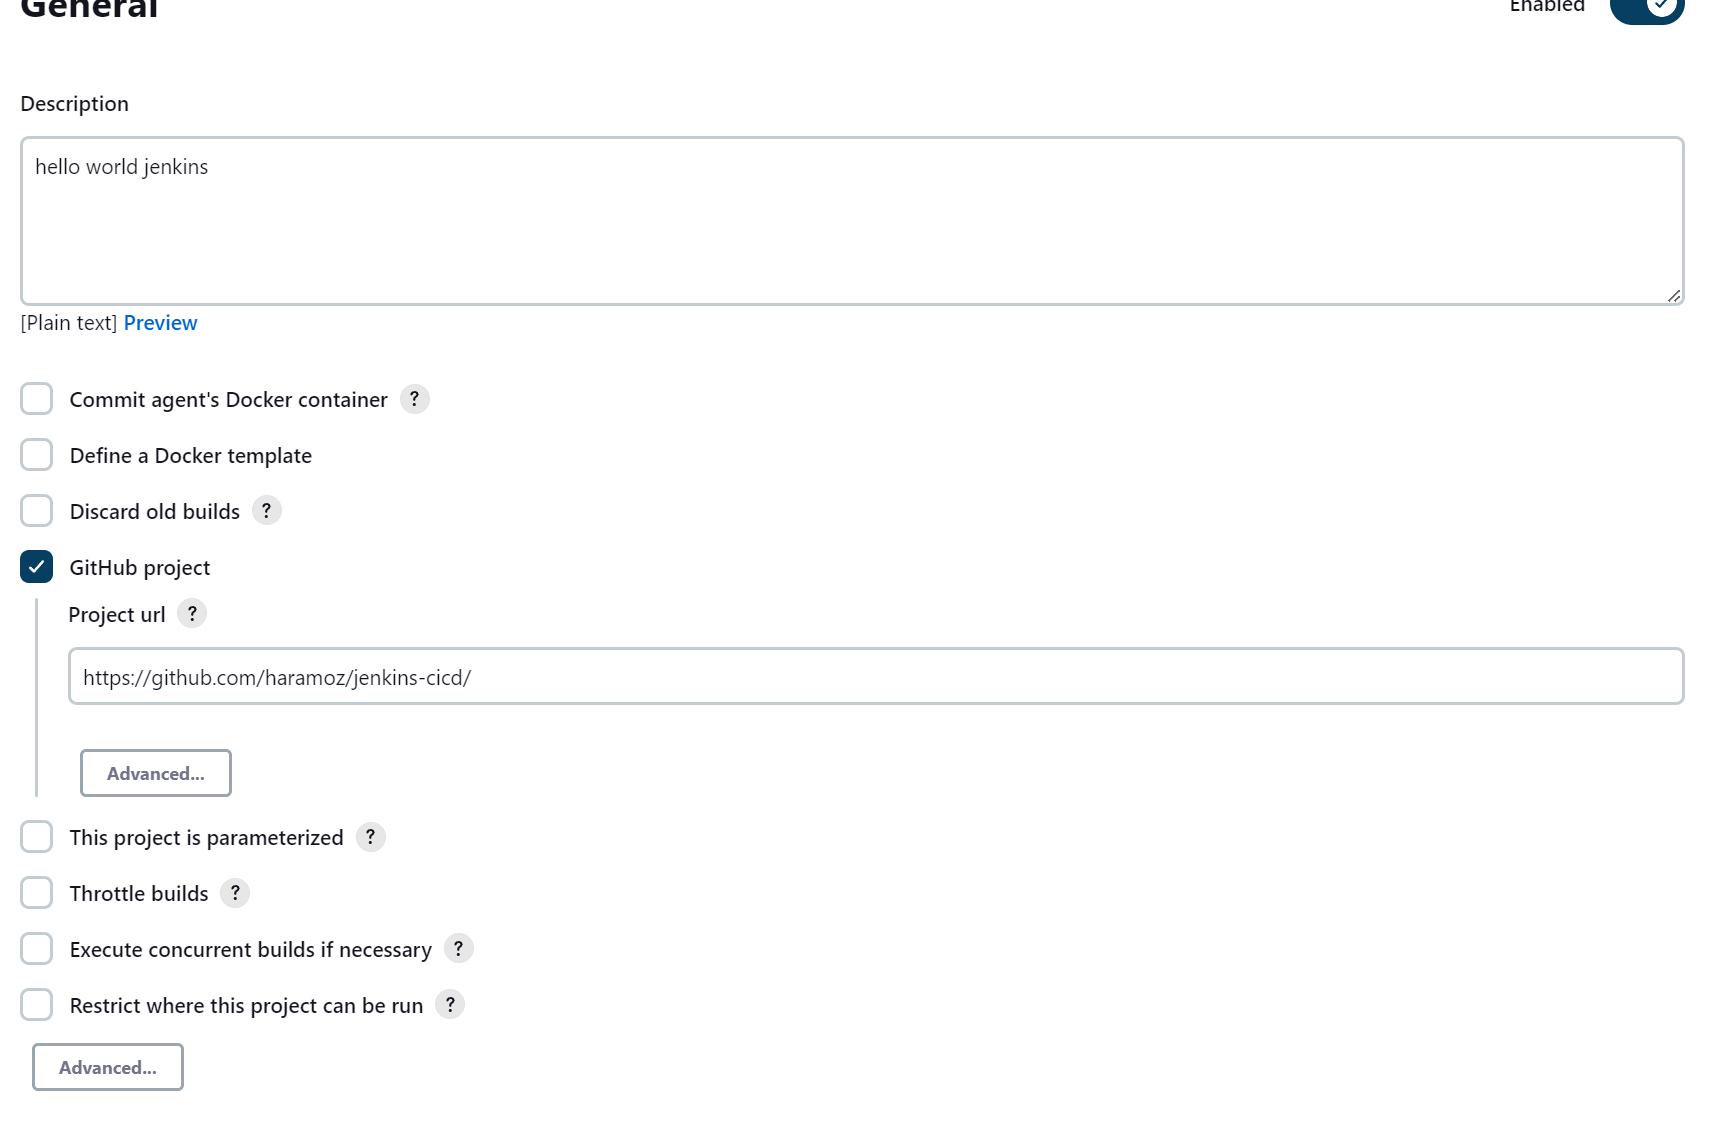 General
Enabled
Description
hello world jenkins
[Plain text] Preview
Commit agent's Docker container ?
Define a Docker template
Discard old builds ?
GitHub project
Project url ?
https://github.com/haramoz/jenkins-cicd/
Advanced...
This project is parameterized ?
Throttle builds ?
Execute concurrent builds if necessary ?
Restrict where this project can be run ?
Advanced...